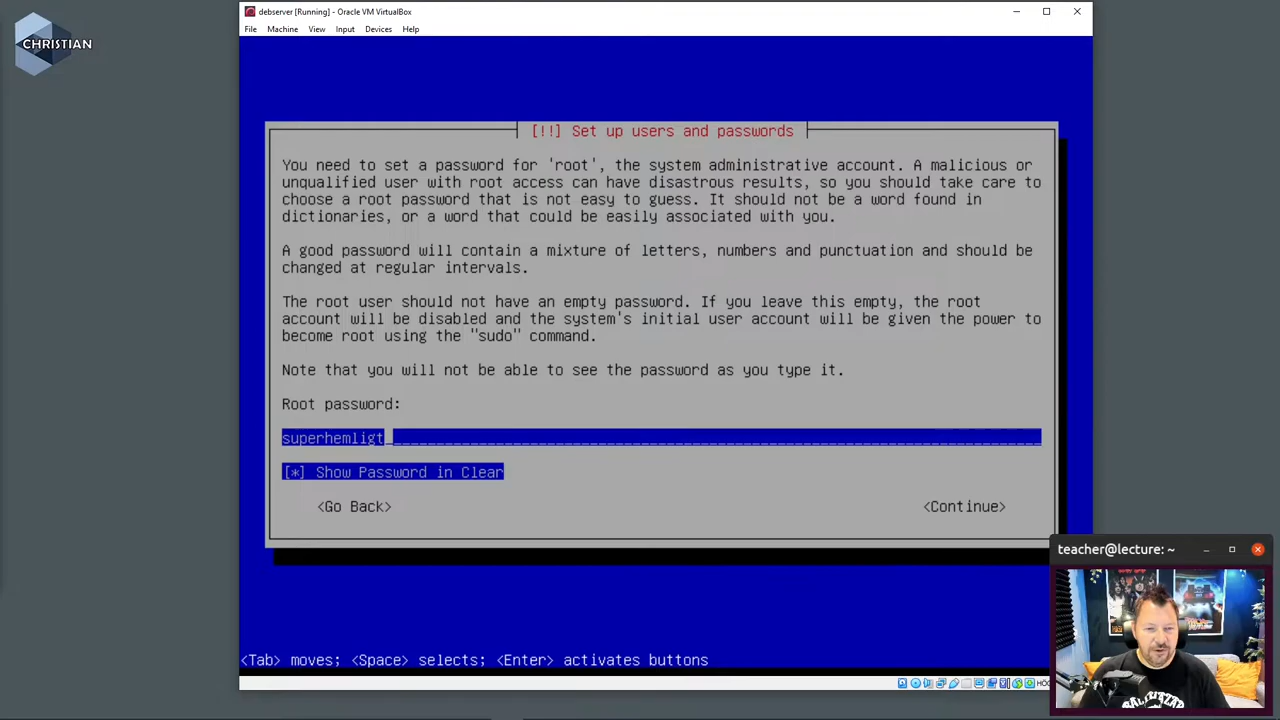 CHRISTIAN
debserver [Running] - Oracle VM VirtualBox
File Machine View Input Devices Help
[!!] Set up users and passwords
You need to set a password for 'root', the system administrative account. A malicious or
unqualified user with root access can have disastrous results, so you should take care to
choose a root password that is not easy to guess. It should not be a word found in
dictionaries, or a word that could be easily associated with you.
A good password will contain a mixture of letters, numbers and punctuation and should be
changed at regular intervals.
The root user should not have an empty password. If you leave this empty, the root
account will be disabled and the system's initial user account will be given the power to
become root using the "sudo" command.
Note that you will not be able to see the password as you type it.
Root password:
superhemligt
[*] Show Password in Clear
<Go Back> <Continue>
teacher@lecture: ~
<Tab> moves; <Space> selects; <Enter> activates buttons